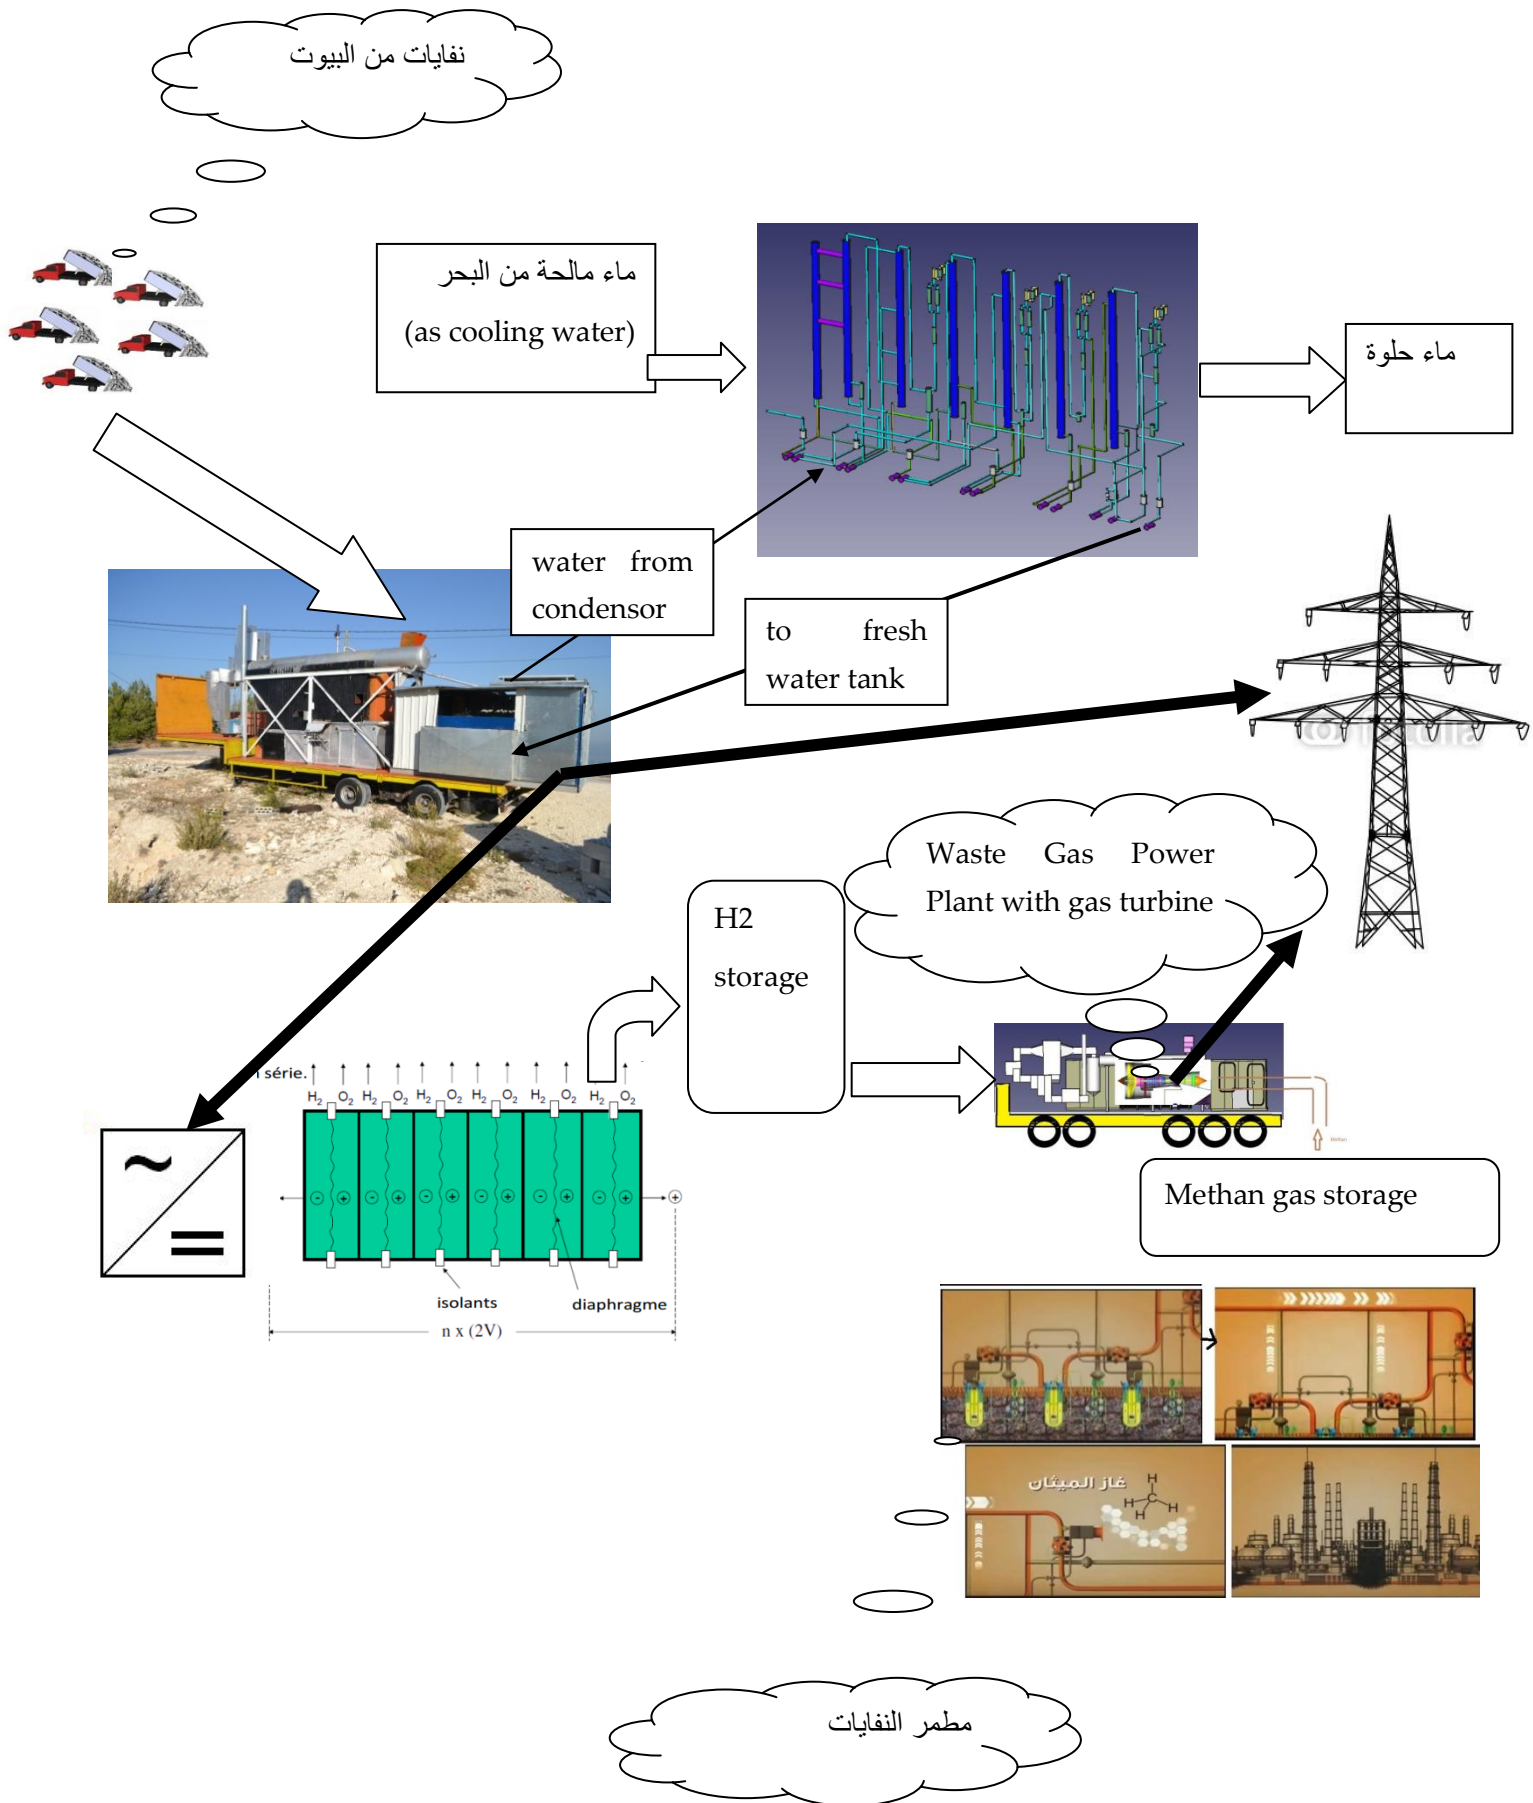 نفايات من البيوت
ماء مالحة من البحر
(as cooling water)
ماء حلوة
water from
condensor
to fresh
water tank
Waste Gas Power
Plant with gas turbine
H2
storage
série.
H₂ O₂ H₂ O₂ H₂ O₂ H₂ O₂ H₂ O₂ H₂ O₂
~
=
- + - + - + - + - + - + +
isolants
diaphragme
n x (2V)
Methan gas storage
غاز الميثان
H
H C H
H
مطمر النفايات